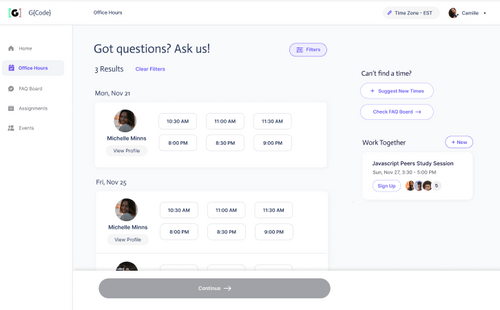 G{Code}
Office Hours
Time Zone - EST
Camille
Home
Office Hours
FAQ Board
Assignments
Events
Got questions? Ask us!
Filters
3 Results
Clear Filters
Mon, Nov 21
Michelle Minns
View Profile
10:30 AM 11:00 AM 11:30 AM
8:00 PM 8:30 PM 9:00 PM
Fri, Nov 25
Michelle Minns
View Profile
10:30 AM 11:00 AM 11:30 AM
8:00 PM 8:30 PM 9:00 PM
Can't find a time?
+ Suggest New Times
Check FAQ Board →
Work Together
+ New
Javascript Peers Study Session
Sun, Nov 27, 3:30 - 5:00 PM
Sign Up
5
Continue →